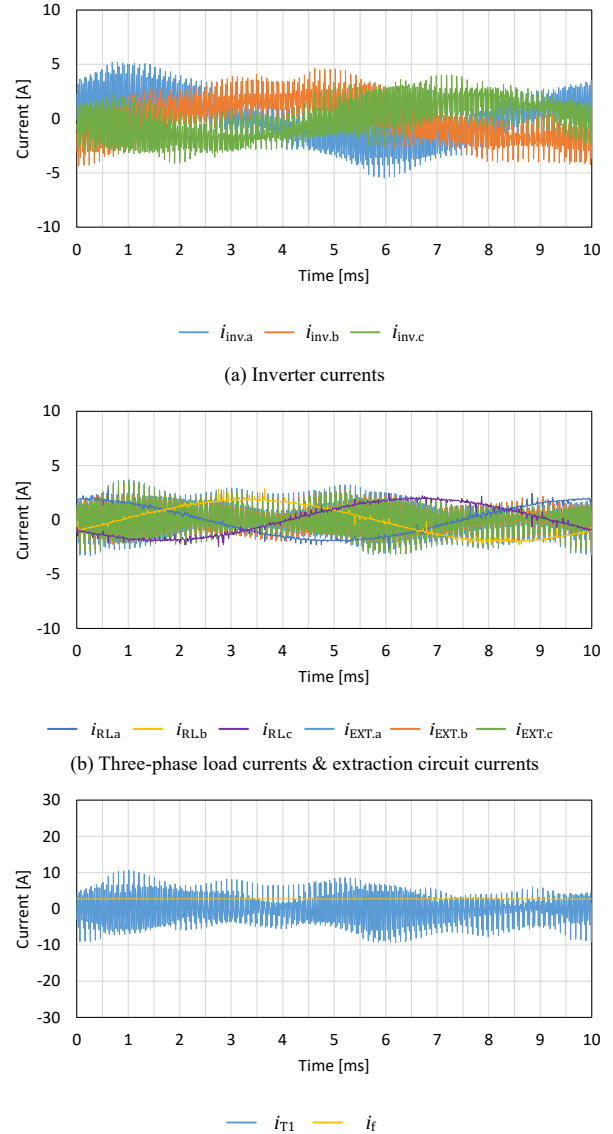 10
5
0
-5
-10
Current [A]
0 1 2 3 4 5 6 7 8 9 10
Time [ms]
iinv.a iinv.b iinv.c
(a) Inverter currents
10
5
0
-5
-10
Current [A]
0 1 2 3 4 5 6 7 8 9 10
Time [ms]
iRL.a iRL.b iRL.c iEXT.a iEXT.b iEXT.c
(b) Three-phase load currents & extraction circuit currents
30
20
10
0
-10
-20
-30
Current [A]
0 1 2 3 4 5 6 7 8 9 10
Time [ms]
iT1 if